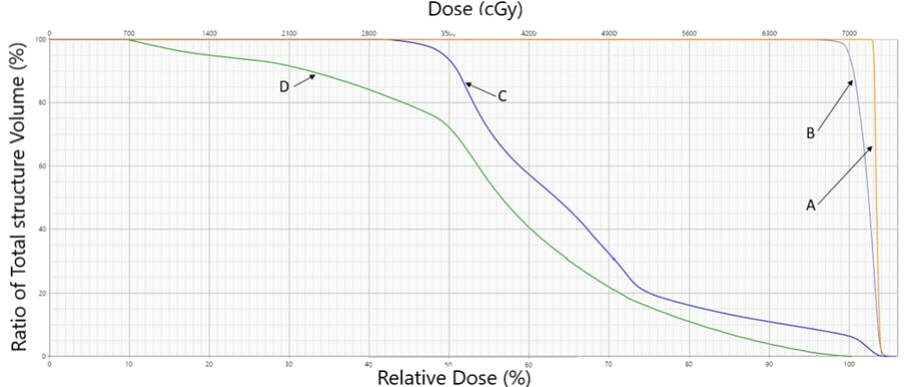 Dose (cGy)
0 700 1400 2100 2800 4200 4900 5600 6300 7000
100
80
60
40
20
0
Ratio of Total structure Volume (%)
D
C
B
A
0 10 20 30 40 50 60 70 80 90 100
Relative Dose (%)